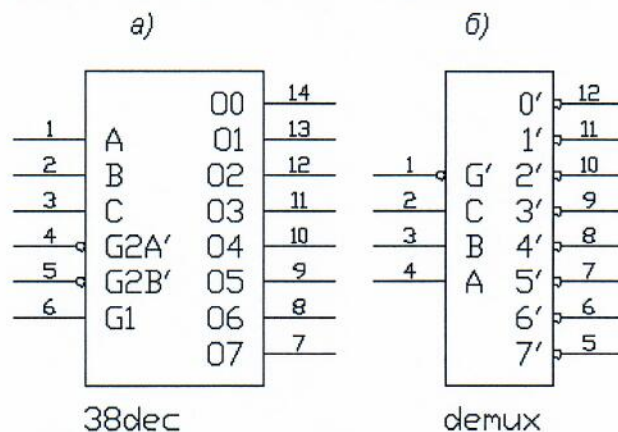 а) б)
O0 14 0' 12
1 A O1 13 1' 11
2 B O2 12 1 G' 2' 10
3 C O3 11 2 C 3' 9
4 G2A' O4 10 3 B 4' 8
5 G2B' O5 9 4 A 5' 7
6 G1 O6 8 6' 6
O7 7 7' 5
38dec demux